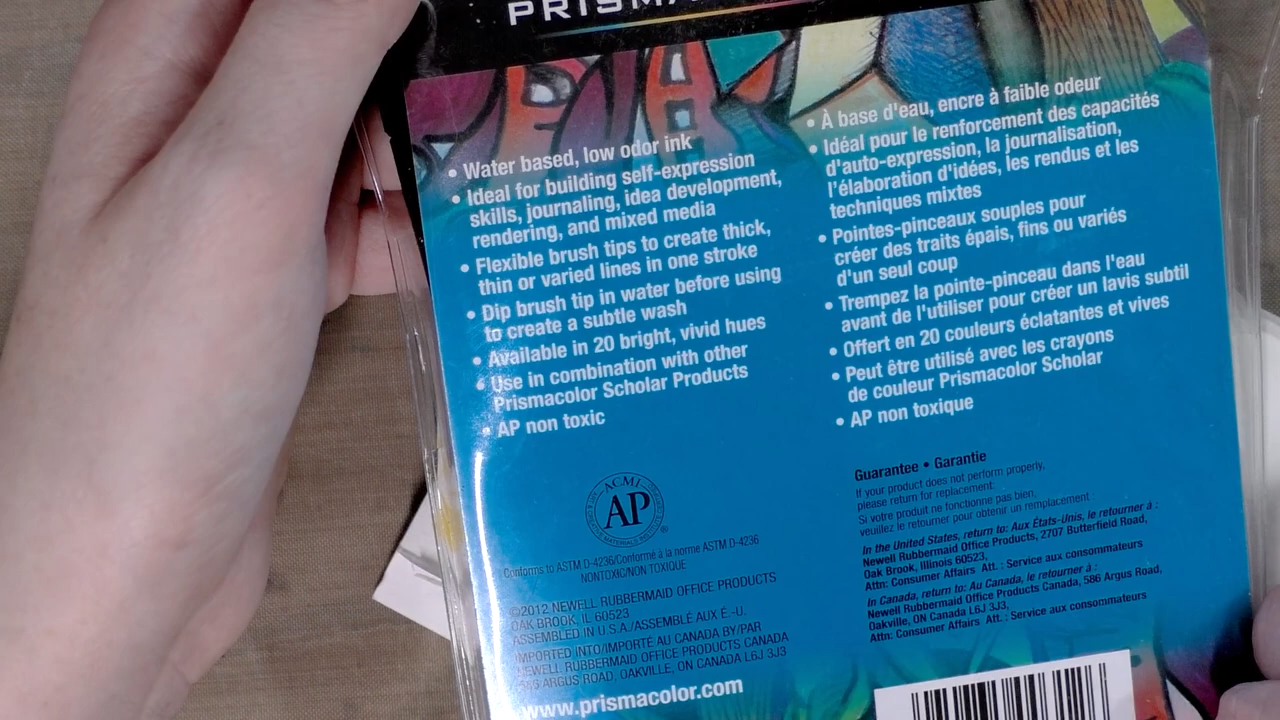 PRISMA
• Water based, low odor ink
• Ideal for building self-expression
skills, journaling, idea development,
rendering, and mixed media
• Flexible brush tips to create thick,
thin or varied lines in one stroke
• Dip brush tip in water before using
to create a subtle wash
• Available in 20 bright, vivid hues
• Use in combination with other
Prismacolor Scholar Products
• AP non toxic
ACMI
AP
®
Conforms to ASTM D-4236/Conforme à la norme ASTM D-4236
NONTOXIC/NON TOXIQUE
©2012 NEWELL RUBBERMAID OFFICE PRODUCTS
OAK BROOK, IL 60523
ASSEMBLED IN U.S.A./ASSEMBLÉ AUX É.-U.
IMPORTED INTO/IMPORTÉ AU CANADA BY/PAR
NEWELL RUBBERMAID OFFICE PRODUCTS CANADA
586 ARGUS ROAD, OAKVILLE, ON CANADA L6J 3J3
www.prismacolor.com
• À base d'eau, encre à faible odeur
• Idéal pour le renforcement des capacités
d'auto-expression, la journalisation,
l'élaboration d'idées, les rendus et les
techniques mixtes
• Pointes-pinceaux souples pour
créer des traits épais, fins ou variés
d'un seul coup
• Trempez la pointe-pinceau dans l'eau
avant de l'utiliser pour créer un lavis subtil
• Offert en 20 couleurs éclatantes et vives
• Peut être utilisé avec les crayons
de couleur Prismacolor Scholar
• AP non toxique
Guarantee • Garantie
If your product does not perform properly,
please return for replacement:
Si votre produit ne fonctionne pas bien,
veuillez le retourner pour obtenir un remplacement :
In the United States, return to: Aux États-Unis, le retourner à :
Newell Rubbermaid Office Products, 2707 Butterfield Road,
Oak Brook, Illinois 60523,
Attn: Consumer Affairs Att. : Service aux consommateurs
In Canada, return to: Au Canada, le retourner à :
Newell Rubbermaid Office Products Canada, 586 Argus Road,
Oakville, ON Canada L6J 3J3,
Attn: Consumer Affairs Att. : Service aux consommateurs